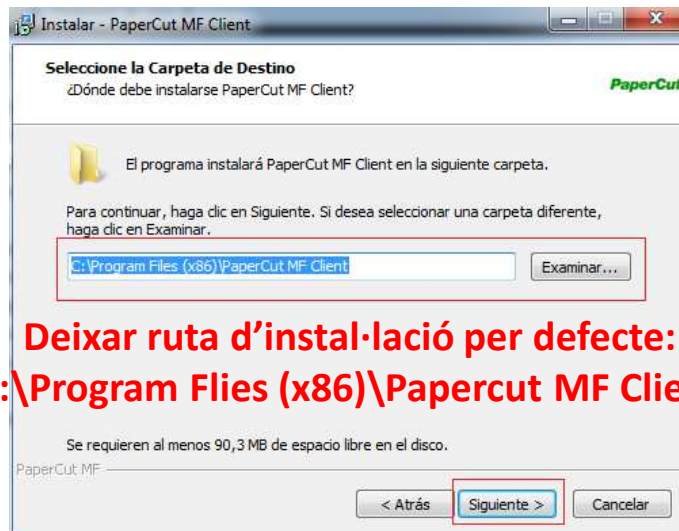 Instalar - PaperCut MF Client
Seleccione la Carpeta de Destino
¿Dónde debe instalarse PaperCut MF Client?
PaperCut
El programa instalará PaperCut MF Client en la siguiente carpeta.
Para continuar, haga clic en Siguiente. Si desea seleccionar una carpeta diferente,
haga clic en Examinar.
C:\Program Files (x86)\PaperCut MF Client
Examinar...
Deixar ruta d’instal·lació per defecte:
:\Program Flies (x86)\Papercut MF Clie
Se requieren al menos 90,3 MB de espacio libre en el disco.
PaperCut MF
< Atrás Siguiente > Cancelar